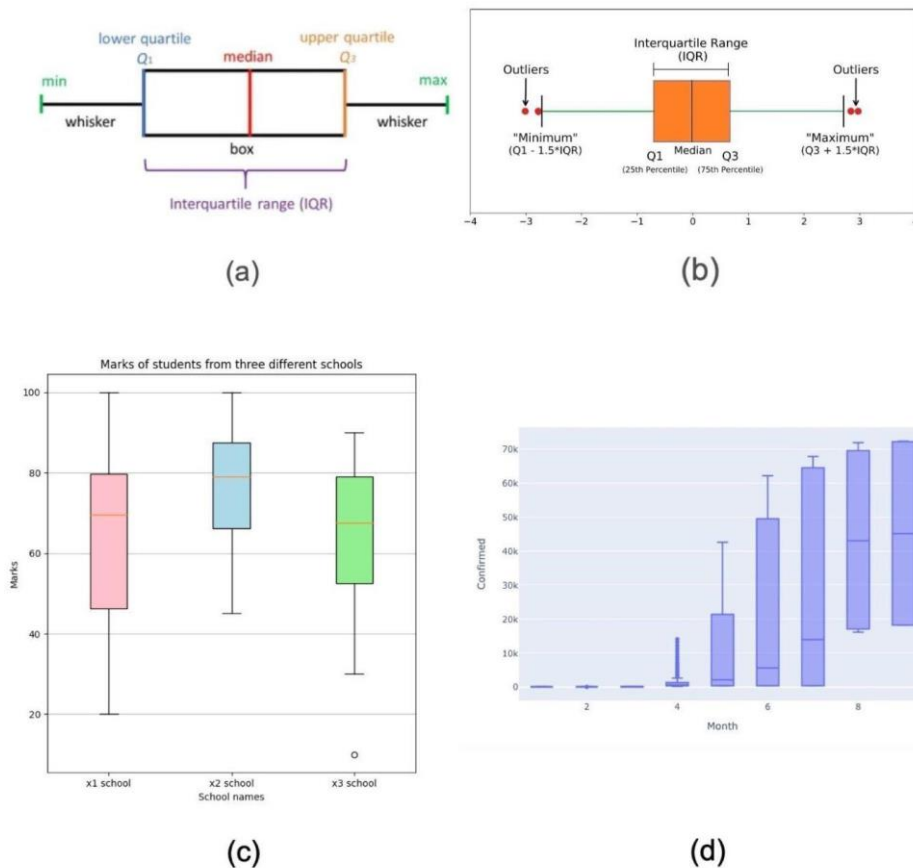 lower quartile
upper quartile
Q1
median
Q3
min
max
whisker
whisker
box
Interquartile range (IQR)
(a)
Interquartile Range
(IQR)
Outliers
Outliers
"Minimum"
(Q1 - 1.5*IQR)
Q1
Median
Q3
"Maximum"
(Q3 + 1.5*IQR)
(25th Percentile)
(75th Percentile)
−4
−3
−2
−1
0
1
2
3
(b)
Marks of students from three different schools
100
80
60
40
20
Marks
x1 school
x2 school
x3 school
School names
(c)
70k
60k
50k
40k
30k
20k
10k
0
Confirmed
2
4
6
8
Month
(d)